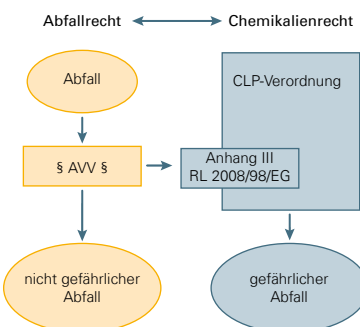 Abfallrecht Chemikalienrecht
Abfall
CLP-Verordnung
§ AVV §
Anhang III
RL 2008/98/EG
nicht gefährlicher
Abfall
gefährlicher
Abfall